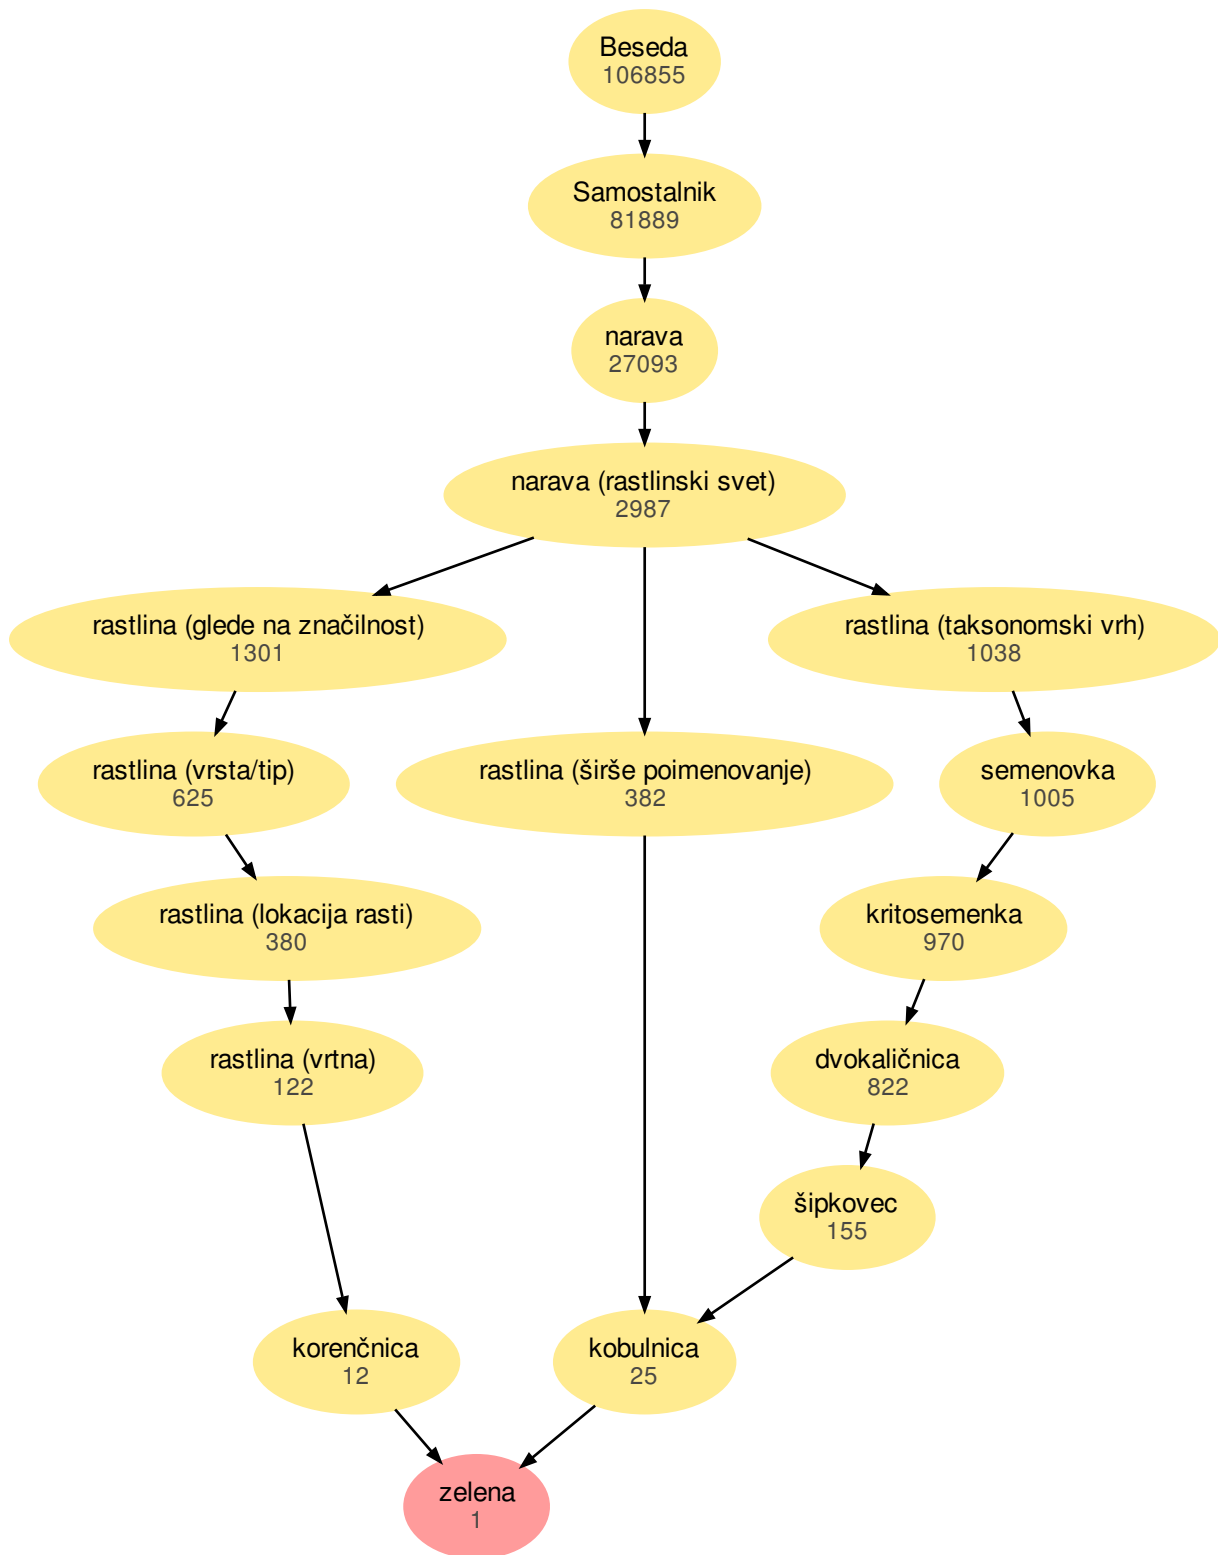 Beseda
106855
Samostalnik
81889
narava
27093
narava (rastlinski svet)
2987
rastlina (glede na značilnost)
1301
rastlina (taksonomski vrh)
1038
rastlina (vrsta/tip)
625
rastlina (širše poimenovanje)
382
semenovka
1005
rastlina (lokacija rasti)
380
kritosemenka
970
rastlina (vrtna)
122
dvokaličnica
822
šipkovec
155
korenčnica
12
kobulnica
25
zelena
1